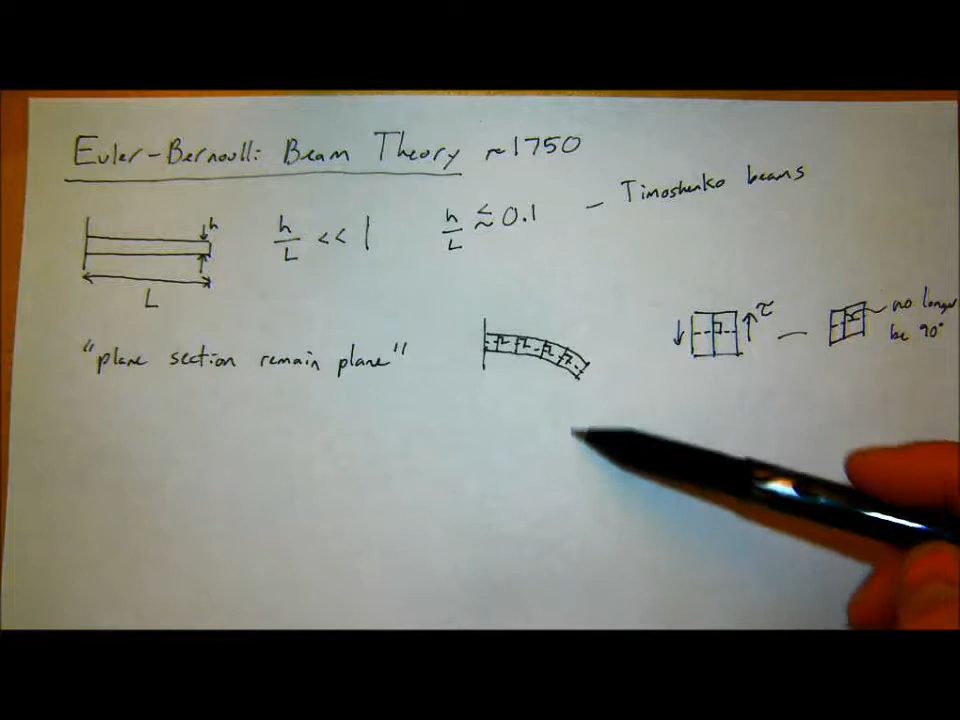 Euler-Bernoulli Beam Theory ~1750
h
L
h/L << 1
h/L ≲ 0.1 – Timoshenko beams
"plane section remain plane"
τ
no longer
be 90°